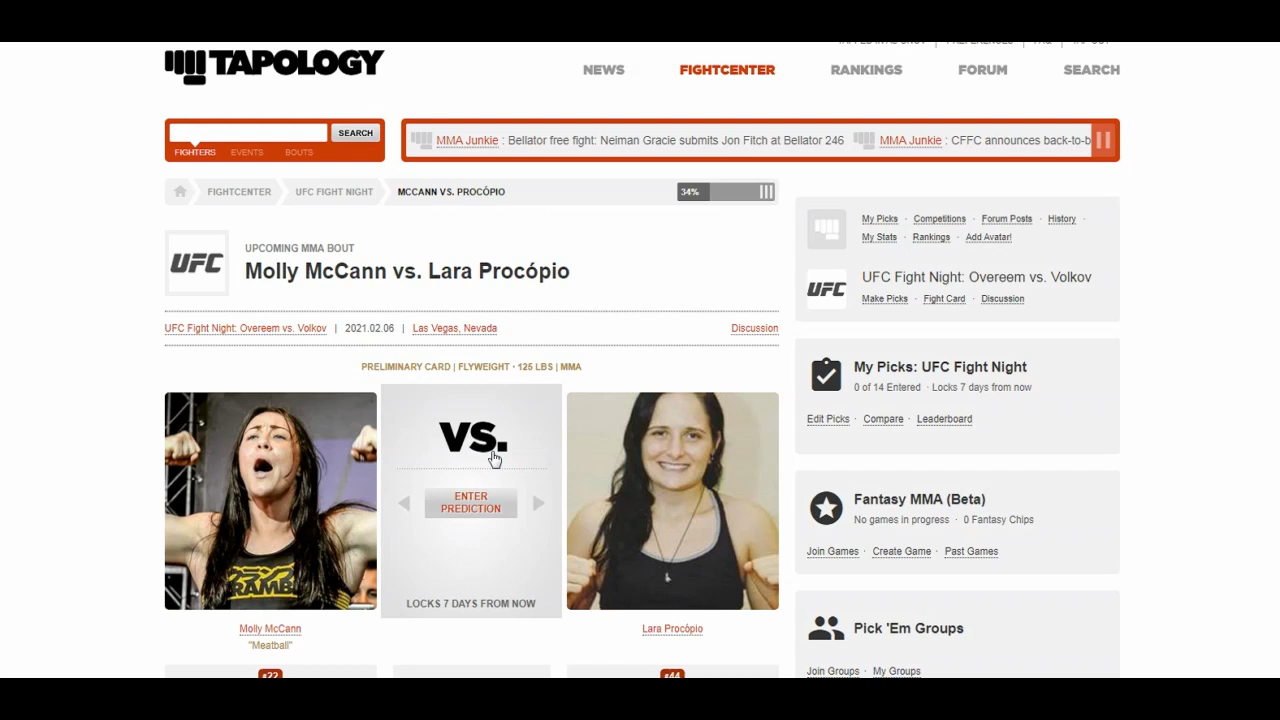 TAPOLOGY
NEWS
FIGHTCENTER
RANKINGS
FORUM
SEARCH
SEARCH
FIGHTERS
EVENTS
BOUTS
MMA Junkie : Bellator free fight: Neiman Gracie submits Jon Fitch at Bellator 246
MMA Junkie : CFFC announces back-to-b
FIGHTCENTER
UFC FIGHT NIGHT
MCCANN VS. PROCÓPIO
34%
UFC
UPCOMING MMA BOUT
Molly McCann vs. Lara Procópio
UFC Fight Night: Overeem vs. Volkov | 2021.02.06 | Las Vegas, Nevada
Discussion
PRELIMINARY CARD | FLYWEIGHT · 125 LBS | MMA
VS.
ENTER
PREDICTION
LOCKS 7 DAYS FROM NOW
Molly McCann
"Meatball"
Lara Procópio
#22
#44
My Picks · Competitions · Forum Posts · History ·
My Stats · Rankings · Add Avatar!
UFC
UFC Fight Night: Overeem vs. Volkov
Make Picks · Fight Card · Discussion
My Picks: UFC Fight Night
0 of 14 Entered · Locks 7 days from now
Edit Picks · Compare · Leaderboard
Fantasy MMA (Beta)
No games in progress · 0 Fantasy Chips
Join Games · Create Game · Past Games
Pick 'Em Groups
Join Groups · My Groups